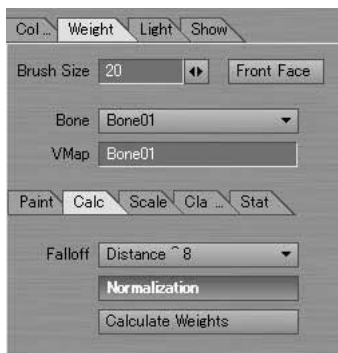 Col ... Weight Light Show
Brush Size 20 Front Face
Bone Bone01
VMap Bone01
Paint Calc Scale Cla ... Stat
Falloff Distance ^ 8
Normalization
Calculate Weights